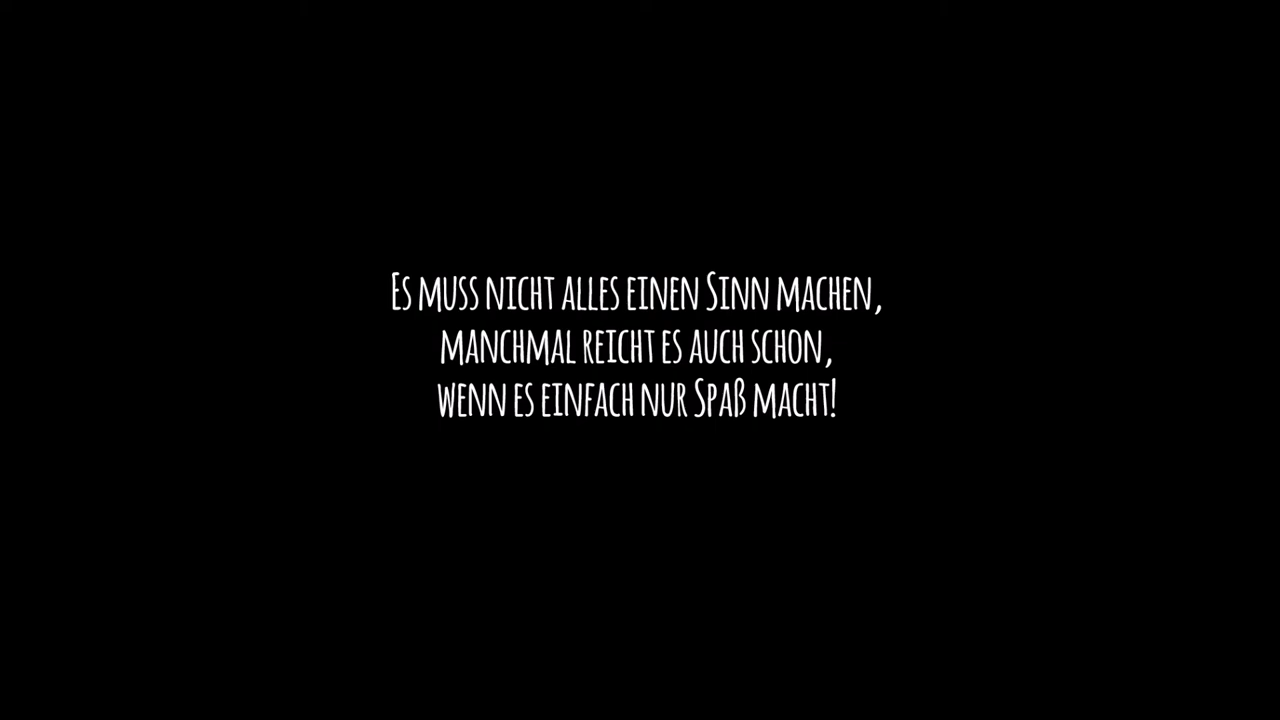 Es muss nicht alles einen Sinn machen,
manchmal reicht es auch schon,
wenn es einfach nur Spaß macht!